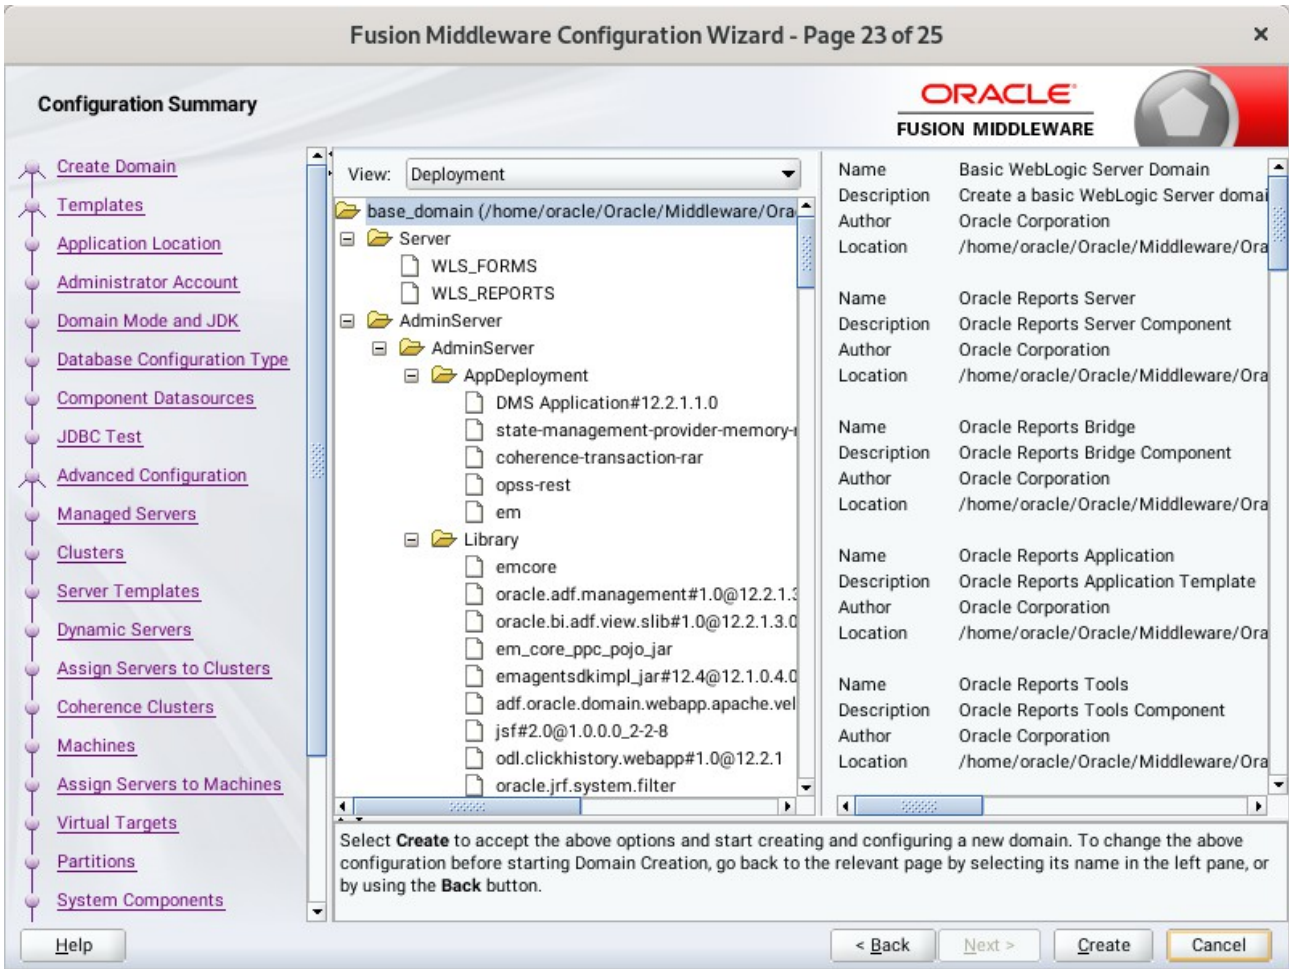 Fusion Middleware Configuration Wizard - Page 23 of 25
Configuration Summary
ORACLE
FUSION MIDDLEWARE
Create Domain
Templates
Application Location
Administrator Account
Domain Mode and JDK
Database Configuration Type
Component Datasources
JDBC Test
Advanced Configuration
Managed Servers
Clusters
Server Templates
Dynamic Servers
Assign Servers to Clusters
Coherence Clusters
Machines
Assign Servers to Machines
Virtual Targets
Partitions
System Components
View: Deployment
base_domain (/home/oracle/Oracle/Middleware/Ora
Server
WLS_FORMS
WLS_REPORTS
AdminServer
AdminServer
AppDeployment
DMS Application#12.2.1.1.0
state-management-provider-memory-r
coherence-transaction-rar
opss-rest
em
Library
emcore
oracle.adf.management#1.0@12.2.1.3
oracle.bi.adf.view.slib#1.0@12.2.1.3.0
em_core_ppc_pojo_jar
emagentsdkimpl_jar#12.4@12.1.0.4.0
adf.oracle.domain.webapp.apache.vel
jsf#2.0@1.0.0.0_2-2-8
odl.clickhistory.webapp#1.0@12.2.1
oracle.jrf.system.filter
Name Basic WebLogic Server Domain
Description Create a basic WebLogic Server domai
Author Oracle Corporation
Location /home/oracle/Oracle/Middleware/Ora
Name Oracle Reports Server
Description Oracle Reports Server Component
Author Oracle Corporation
Location /home/oracle/Oracle/Middleware/Ora
Name Oracle Reports Bridge
Description Oracle Reports Bridge Component
Author Oracle Corporation
Location /home/oracle/Oracle/Middleware/Ora
Name Oracle Reports Application
Description Oracle Reports Application Template
Author Oracle Corporation
Location /home/oracle/Oracle/Middleware/Ora
Name Oracle Reports Tools
Description Oracle Reports Tools Component
Author Oracle Corporation
Location /home/oracle/Oracle/Middleware/Ora
Select Create to accept the above options and start creating and configuring a new domain. To change the above
configuration before starting Domain Creation, go back to the relevant page by selecting its name in the left pane, or
by using the Back button.
Help
< Back
Next >
Create
Cancel